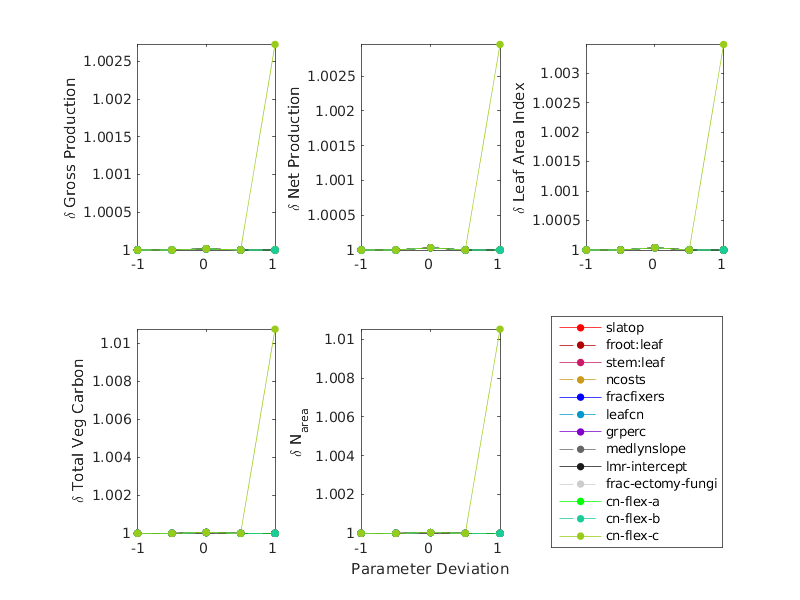 δ Gross Production
1.0025
1.002
1.0015
1.001
1.0005
1
-1
0
1
δ Net Production
1.0025
1.002
1.0015
1.001
1.0005
1
-1
0
1
δ Leaf Area Index
1.003
1.0025
1.002
1.0015
1.001
1.0005
1
-1
0
1
δ Total Veg Carbon
1.01
1.008
1.006
1.004
1.002
1
-1
0
1
δ Narea
1.01
1.008
1.006
1.004
1.002
1
-1
0
1
Parameter Deviation
slatop
froot:leaf
stem:leaf
ncosts
fracfixers
leafcn
grperc
medlynslope
lmr-intercept
frac-ectomy-fungi
cn-flex-a
cn-flex-b
cn-flex-c